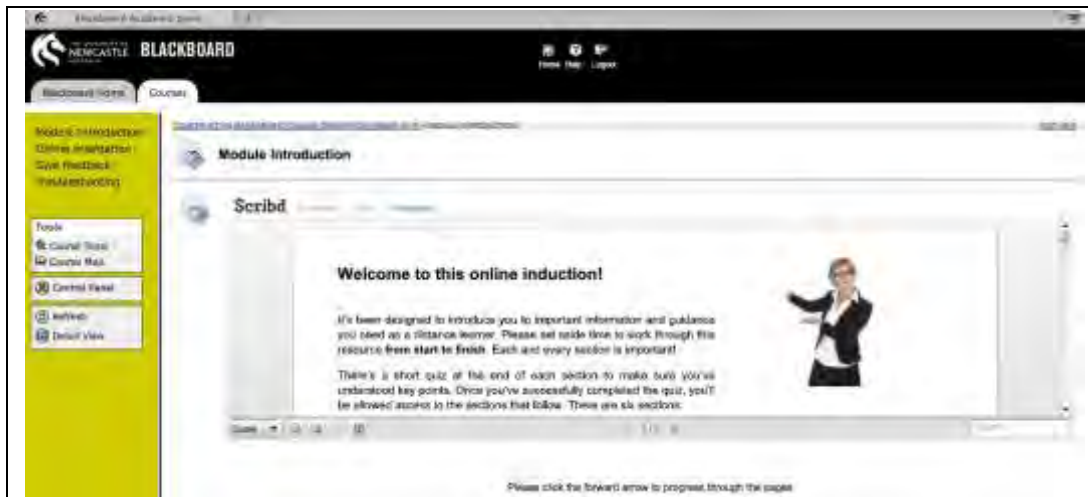 THE UNIVERSITY OF
NEWCASTLE BLACKBOARD
AUSTRALIA
Home Help Logout
Blackboard Home Courses
Module Introduction
Online Orientation
Give Feedback
Troubleshooting
Module Introduction
Scribd
Tools
Course Tools
Course Map
Control Panel
Refresh
Detail View
Welcome to this online induction!
It's been designed to introduce you to important information and guidance
you need as a distance learner. Please set aside time to work through this
resource from start to finish. Each and every section is important!
There's a short quiz at the end of each section to make sure you've
understood key points. Once you've successfully completed the quiz, you'll
be allowed access to the sections that follow. There are six sections.
Please click the forward arrow to progress through the pages